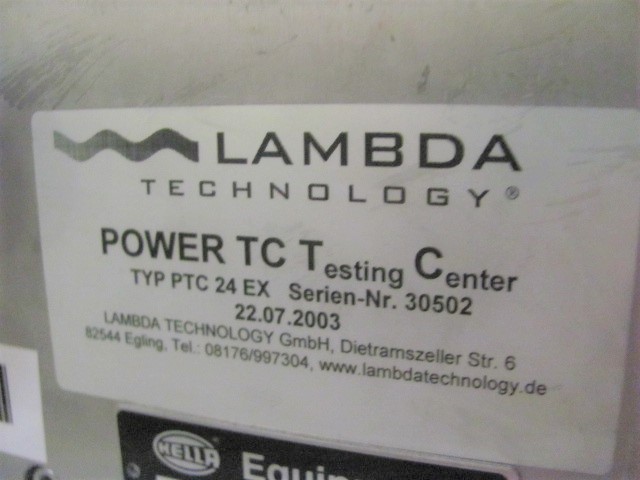 LAMBDA
TECHNOLOGY®
POWER TC Testing Center
TYP PTC 24 EX Serien-Nr. 30502
22.07.2003
LAMBDA TECHNOLOGY GmbH, Dietramszeller Str. 6
82544 Egling, Tel.: 08176/997304, www.lambdatechnology.de
HELLA